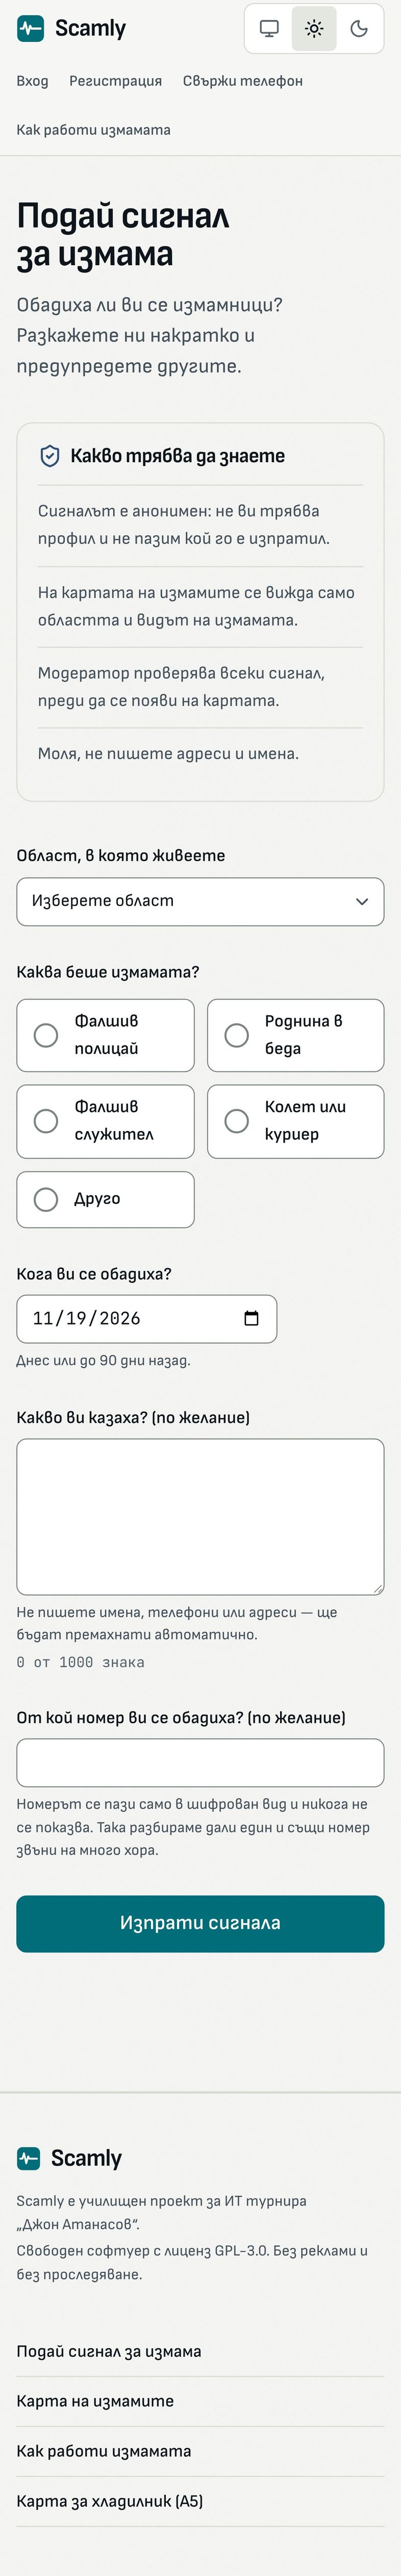 Scamly
Вход Регистрация Свържи телефон
Как работи измамата
Подай сигнал
за измама
Обадиха ли ви се измамници?
Разкажете ни накратко и
предупредете другите.
Какво трябва да знаете
Сигналът е анонимен: не ви трябва
профил и не пазим кой го е изпратил.
На картата на измамите се вижда само
областта и видът на измамата.
Модератор проверява всеки сигнал,
преди да се появи на картата.
Моля, не пишете адреси и имена.
Област, в която живеете
Изберете област
Каква беше измамата?
Фалшив
полицай
Роднина в
беда
Фалшив
служител
Колет или
куриер
Друго
Кога ви се обадиха?
11/19/2026
Днес или до 90 дни назад.
Какво ви казаха? (по желание)
Не пишете имена, телефони или адреси — ще
бъдат премахнати автоматично.
0 от 1000 знака
От кой номер ви се обадиха? (по желание)
Номерът се пази само в шифрован вид и никога не
се показва. Така разбираме дали един и същи номер
звъни на много хора.
Изпрати сигнала
Scamly
Scamly е училищен проект за ИТ турнира
„Джон Атанасов“.
Свободен софтуер с лиценз GPL-3.0. Без реклами и
без проследяване.
Подай сигнал за измама
Карта на измамите
Как работи измамата
Карта за хладилник (A5)